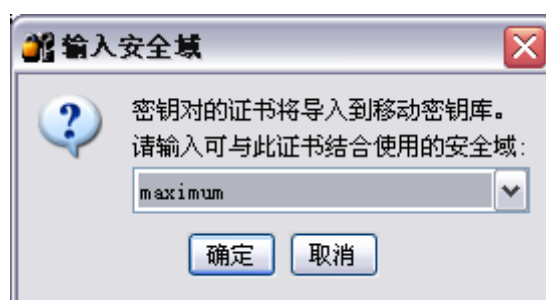 输入安全域
密钥对的证书将导入到移动密钥库。
请输入可与此证书结合使用的安全域:
maximum
确定 取消